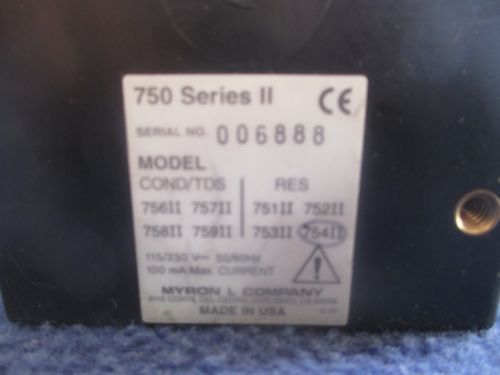 750 Series II CE
SERIAL NO. 006888
MODEL
COND/TDS RES
756II 757II 751II 752II
758II 759II 753II 754II
115/230 V~ 50/60Hz
100 mA Max. CURRENT
MYRON L COMPANY
MADE IN USA